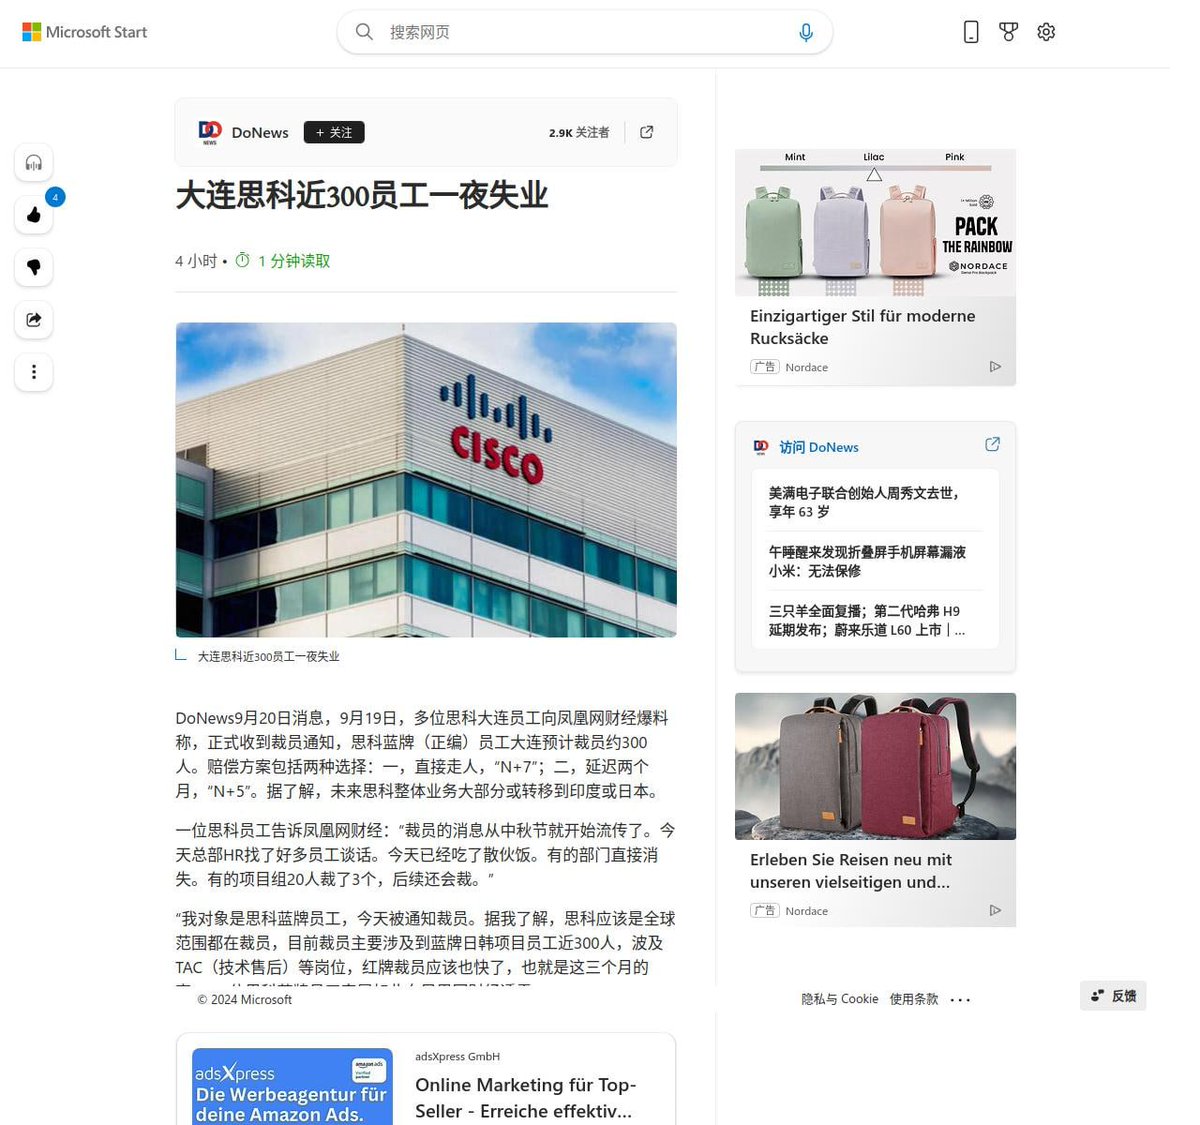 Microsoft Start
搜索网页
DoNews
+ 关注
2.9K 关注者
4
大连思科近300员工一夜失业
4 小时 • 1 分钟读取
CISCO
大连思科近300员工一夜失业
DoNews9月20日消息，9月19日，多位思科大连员工向凤凰网财经爆料
称，正式收到裁员通知，思科蓝牌（正编）员工大连预计裁员约300
人。赔偿方案包括两种选择：一，直接走人，“N+7”；二，延迟两个
月，“N+5”。据了解，未来思科整体业务大部分或转移到印度或日本。
一位思科员工告诉凤凰网财经：“裁员的消息从中秋节就开始流传了。今
天总部HR找了好多员工谈话。今天已经吃了散伙饭。有的部门直接消
失。有的项目组20人裁了3个，后续还会裁。”
“我对象是思科蓝牌员工，今天被通知裁员。据我了解，思科应该是全球
范围都在裁员，目前裁员主要涉及到蓝牌日韩项目员工近300人，波及
TAC（技术售后）等岗位，红牌裁员应该也快了，也就是这三个月的
© 2024 Microsoft
隐私与 Cookie 使用条款
反馈
adsXpress
amazon ads
Verified
partner
Die Werbeagentur für
deine Amazon Ads.
adsXpress GmbH
Online Marketing für Top-
Seller - Erreiche effektiv...
Mint Lilac Pink
PACK
THE RAINBOW
NORDACE
Einzigartiger Stil für moderne
Rucksäcke
广告 Nordace
访问 DoNews
美满电子联合创始人周秀文去世，
享年 63 岁
午睡醒来发现折叠屏手机屏幕漏液
小米：无法保修
三只羊全面复播；第二代哈弗 H9
延期发布；蔚来乐道 L60 上市 | ...
Erleben Sie Reisen neu mit
unseren vielseitigen und...
广告 Nordace